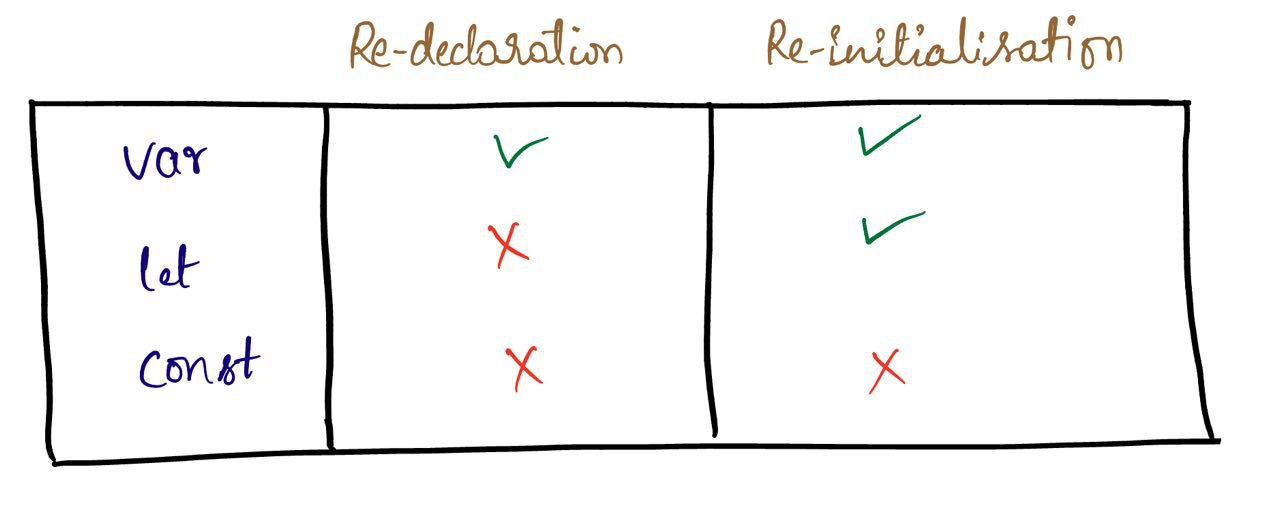 Re-declaration Re-initialisation
var ✓ ✓
let ✗ ✓
const ✗ ✗